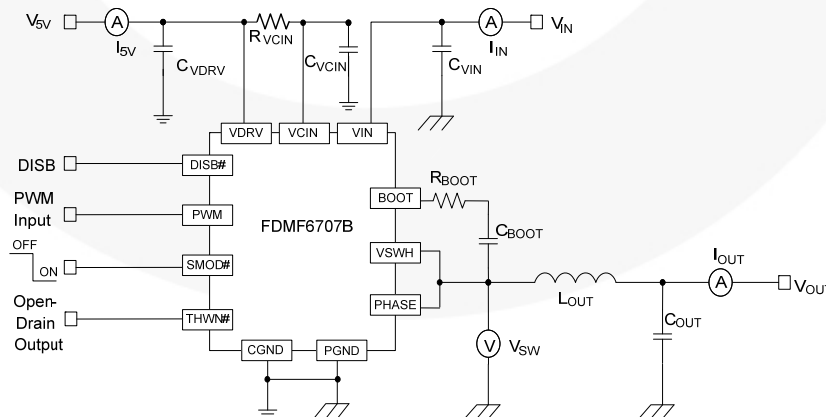 V5V
A
I5V
CVDRV
RVCIN
CVCIN
CVIN
A
IIN
VIN
VDRV
VCIN
VIN
DISB
DISB#
PWM
Input
PWM
OFF
ON
SMOD#
Open-
Drain
Output
THWN#
FDMF6707B
BOOT
RBOOT
CBOOT
VSWH
PHASE
LOUT
IOUT
A
VOUT
COUT
V
VSW
CGND
PGND